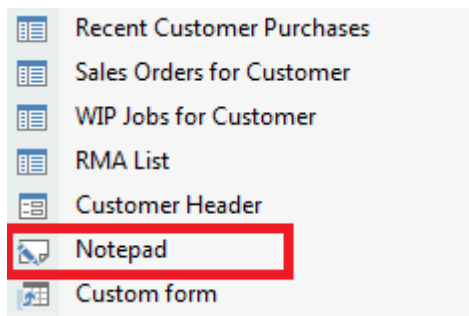 Recent Customer Purchases
Sales Orders for Customer
WIP Jobs for Customer
RMA List
Customer Header
Notepad
Custom form